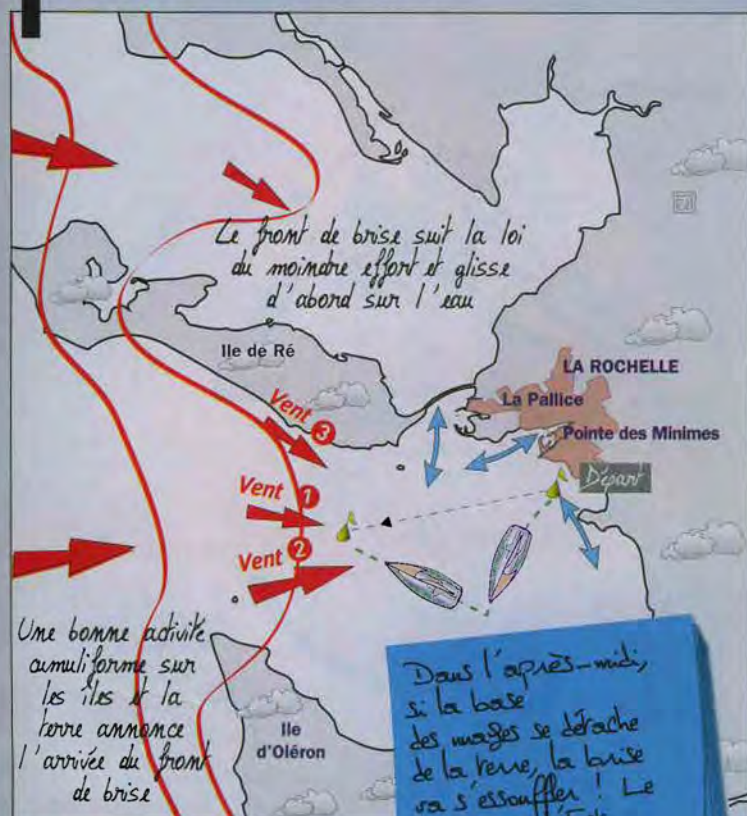 Le front de brise suit la loi
du moindre effort et glisse
d'abord sur l'eau
Ile de Ré
LA ROCHELLE
La Pallice
Pointe des Minimes
Départ
Vent 3
Vent 1
Vent 2
Une bonne activité
cumuliforme sur
les îles et la
terre annonce
l'arrivée du front
de brise
Ile
d'Oléron
Dans l'après-midi,
si la base
des nuages se détache
de la terre, la brise
va s'essouffler ! Le